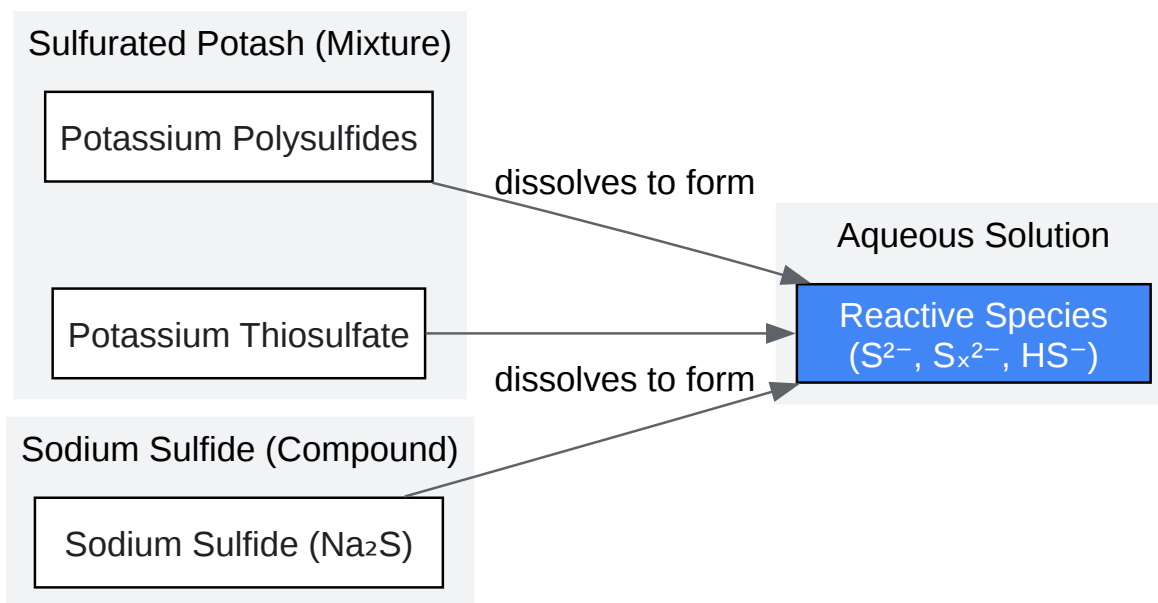 Sulfurated Potash (Mixture)
Potassium Polysulfides
dissolves to form
Aqueous Solution
Potassium Thiosulfate
Reactive Species
(S²⁻, Sₓ²⁻, HS⁻)
dissolves to form
Sodium Sulfide (Compound)
Sodium Sulfide (Na₂S)